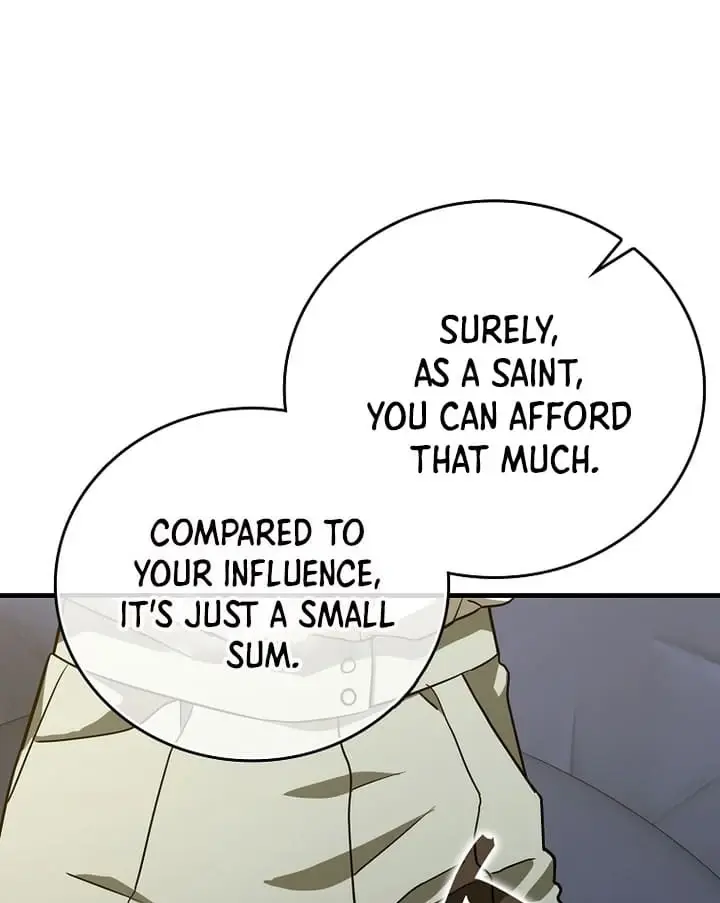 SURELY,
AS A SAINT,
YOU CAN AFFORD
THAT MUCH.
COMPARED TO
YOUR INFLUENCE,
IT'S JUST A SMALL
SUM.